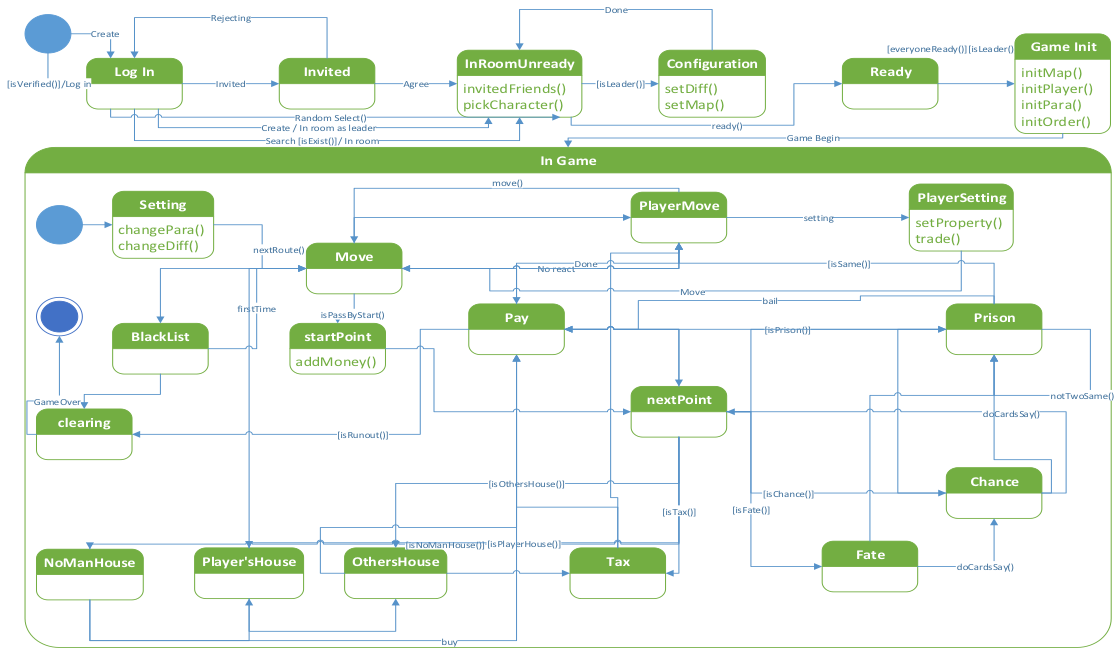 Done
Rejecting
Create
Log In
Invited
InRoomUnready
invitedFriends()
pickCharacter()
Configuration
setDiff()
setMap()
Ready
[everyoneReady()][isLeader()]
Game Init
initMap()
initPlayer()
initPara()
initOrder()
[isVerified()]/Log in
Invited
Agree
[isLeader()]
Random Select()
Create / In room as leader
Search [isExist()]/ In room
ready()
Game Begin
In Game
move()
Setting
changePara()
changeDiff()
PlayerMove
setting
PlayerSetting
setProperty()
trade()
nextRoute()
Move
No react
Done
[isSame()]
Move
bail
firstTime
isPassByStart()
BlackList
startPoint
addMoney()
Pay
[isPrison()]
Prison
GameOver
clearing
[isRunout()]
nextPoint
notTwoSame()
doCardsSay()
[isOthersHouse()]
[isChance()]
Chance
[isTax()]
[isFate()]
[isNoManHouse()]
[isPlayerHouse()]
NoManHouse
Player'sHouse
OthersHouse
Tax
Fate
doCardsSay()
buy